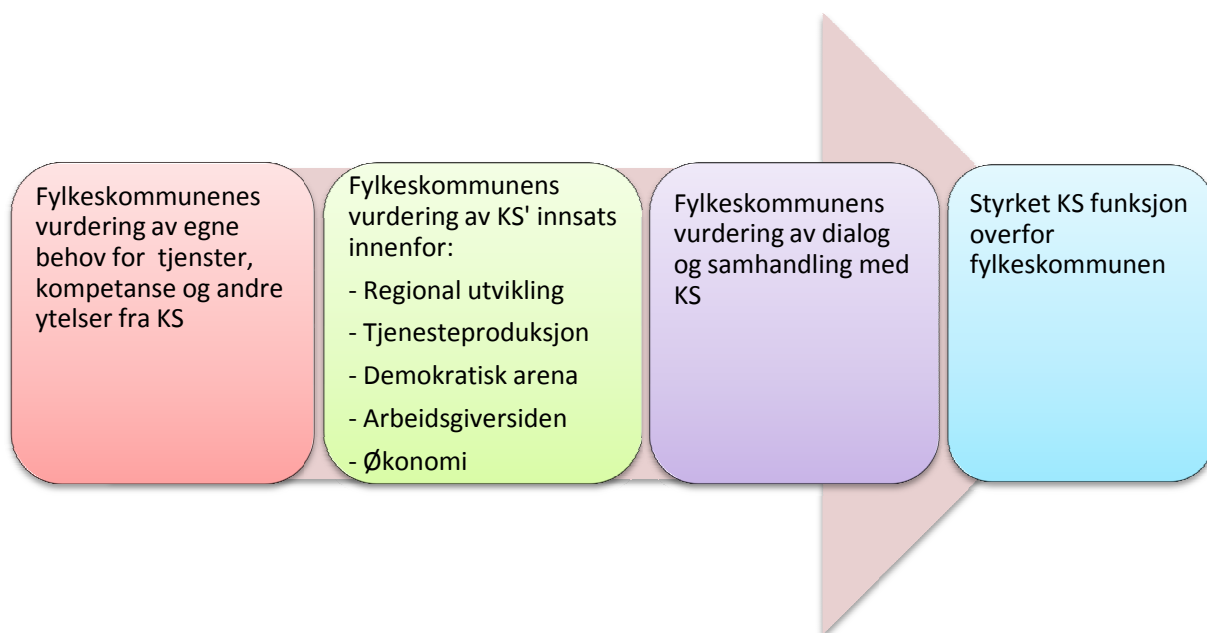 Fylkeskommunenes
vurdering av egne
behov for tjenster,
kompetanse og andre
ytelser fra KS
Fylkeskommunens
vurdering av KS' innsats
innenfor:
- Regional utvikling
- Tjenesteproduksjon
- Demokratisk arena
- Arbeidsgiversiden
- Økonomi
Fylkeskommunens
vurdering av dialog
og samhandling med
KS
Styrket KS funksjon
overfor
fylkeskommunen